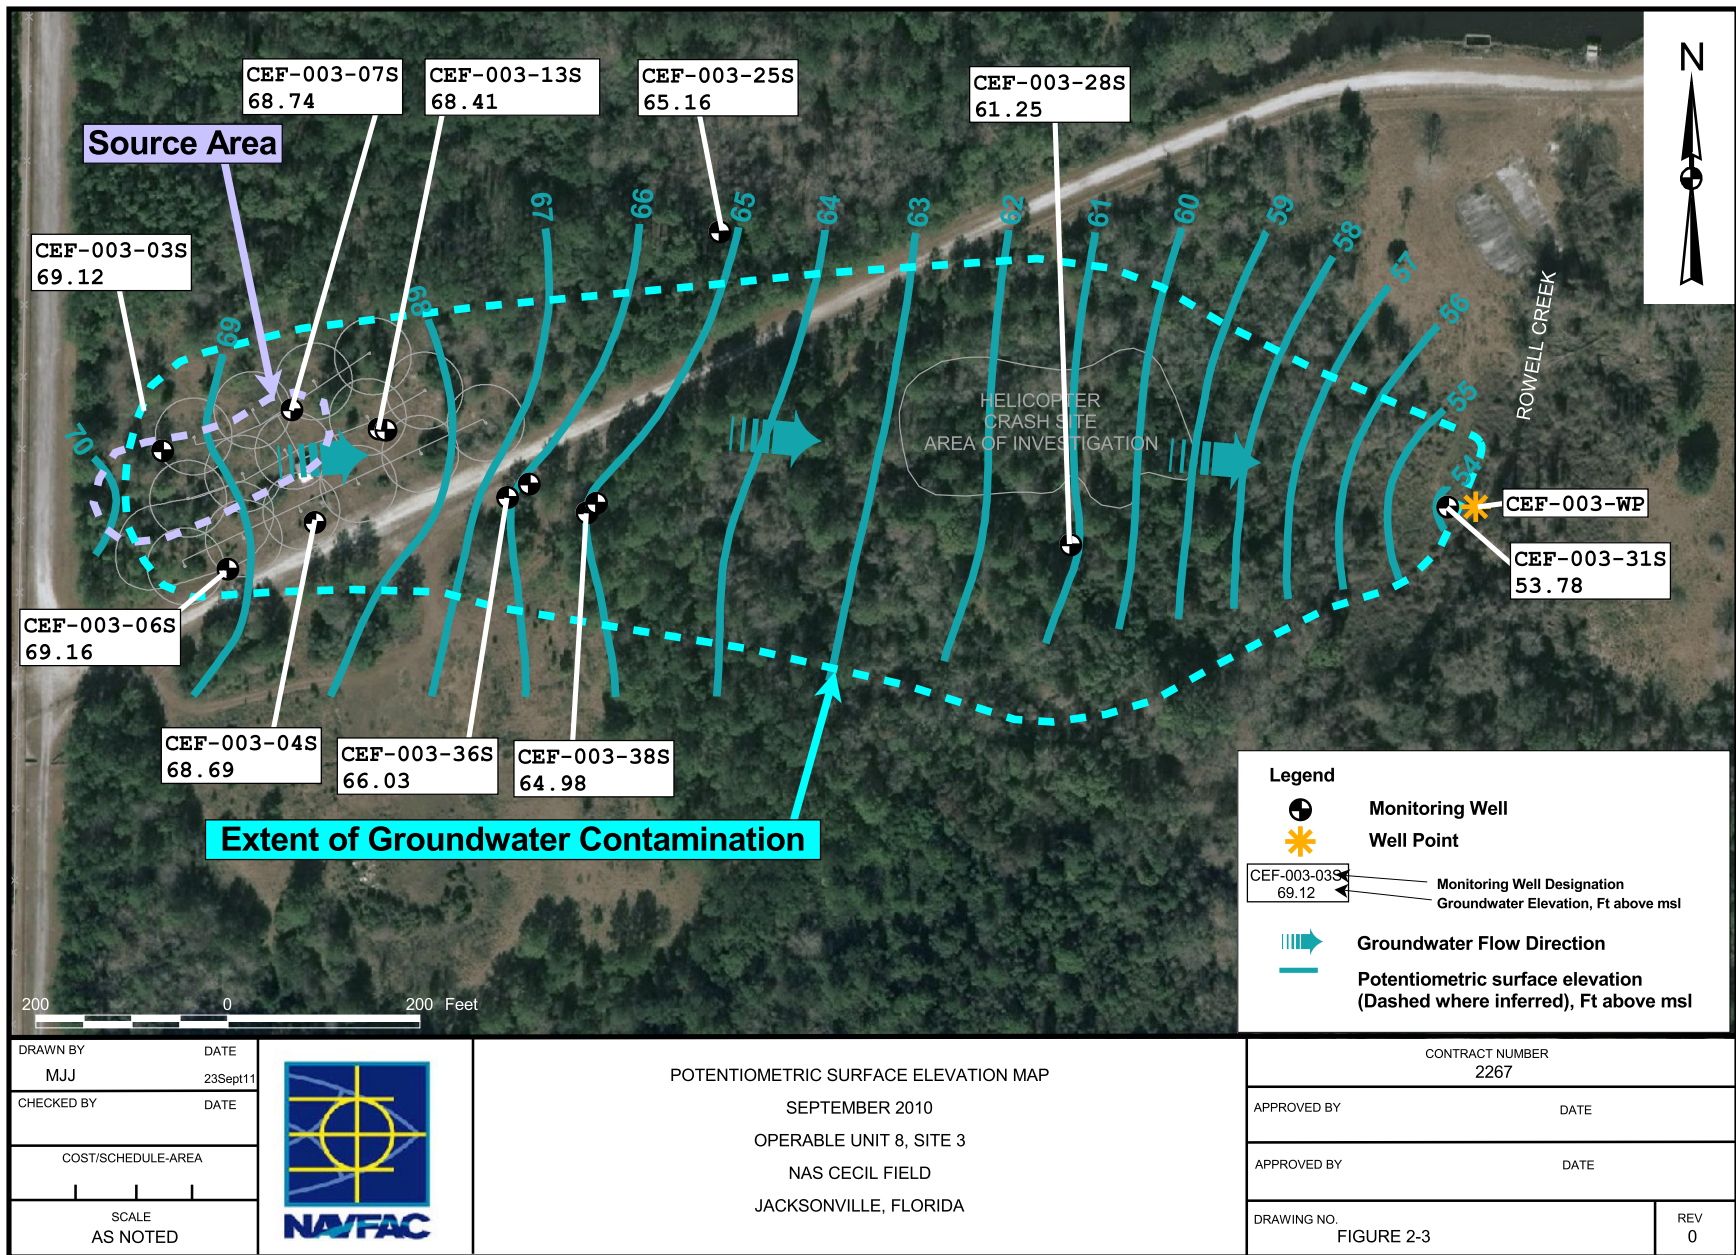 N
CEF-003-07S
68.74
CEF-003-13S
68.41
CEF-003-25S
65.16
CEF-003-28S
61.25
Source Area
CEF-003-03S
69.12
70
69
68
67
66
65
64
63
62
61
60
59
58
57
56
55
54
ROWELL CREEK
HELICOPTER
CRASH SITE
AREA OF INVESTIGATION
CEF-003-WP
CEF-003-31S
53.78
CEF-003-06S
69.16
CEF-003-04S
68.69
CEF-003-36S
66.03
CEF-003-38S
64.98
Extent of Groundwater Contamination
Legend
Monitoring Well
Well Point
CEF-003-03S
69.12
Monitoring Well Designation
Groundwater Elevation, Ft above msl
Groundwater Flow Direction
Potentiometric surface elevation
(Dashed where inferred), Ft above msl
200 0 200 Feet
DRAWN BY DATE
MJJ 23Sept11
CHECKED BY DATE
COST/SCHEDULE-AREA
SCALE
AS NOTED
NAVFAC
POTENTIOMETRIC SURFACE ELEVATION MAP
SEPTEMBER 2010
OPERABLE UNIT 8, SITE 3
NAS CECIL FIELD
JACKSONVILLE, FLORIDA
CONTRACT NUMBER
2267
APPROVED BY DATE
APPROVED BY DATE
DRAWING NO.
FIGURE 2-3
REV
0